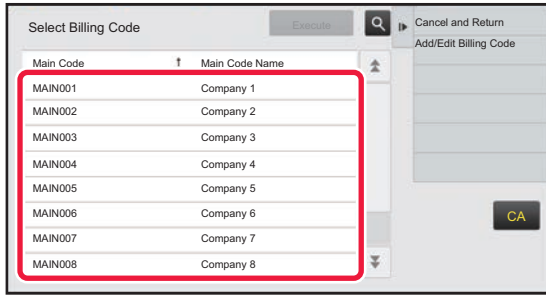 Select Billing Code
Execute
Cancel and Return
Add/Edit Billing Code
Main Code ↑ Main Code Name
MAIN001 Company 1
MAIN002 Company 2
MAIN003 Company 3
MAIN004 Company 4
MAIN005 Company 5
MAIN006 Company 6
MAIN007 Company 7
MAIN008 Company 8
CA